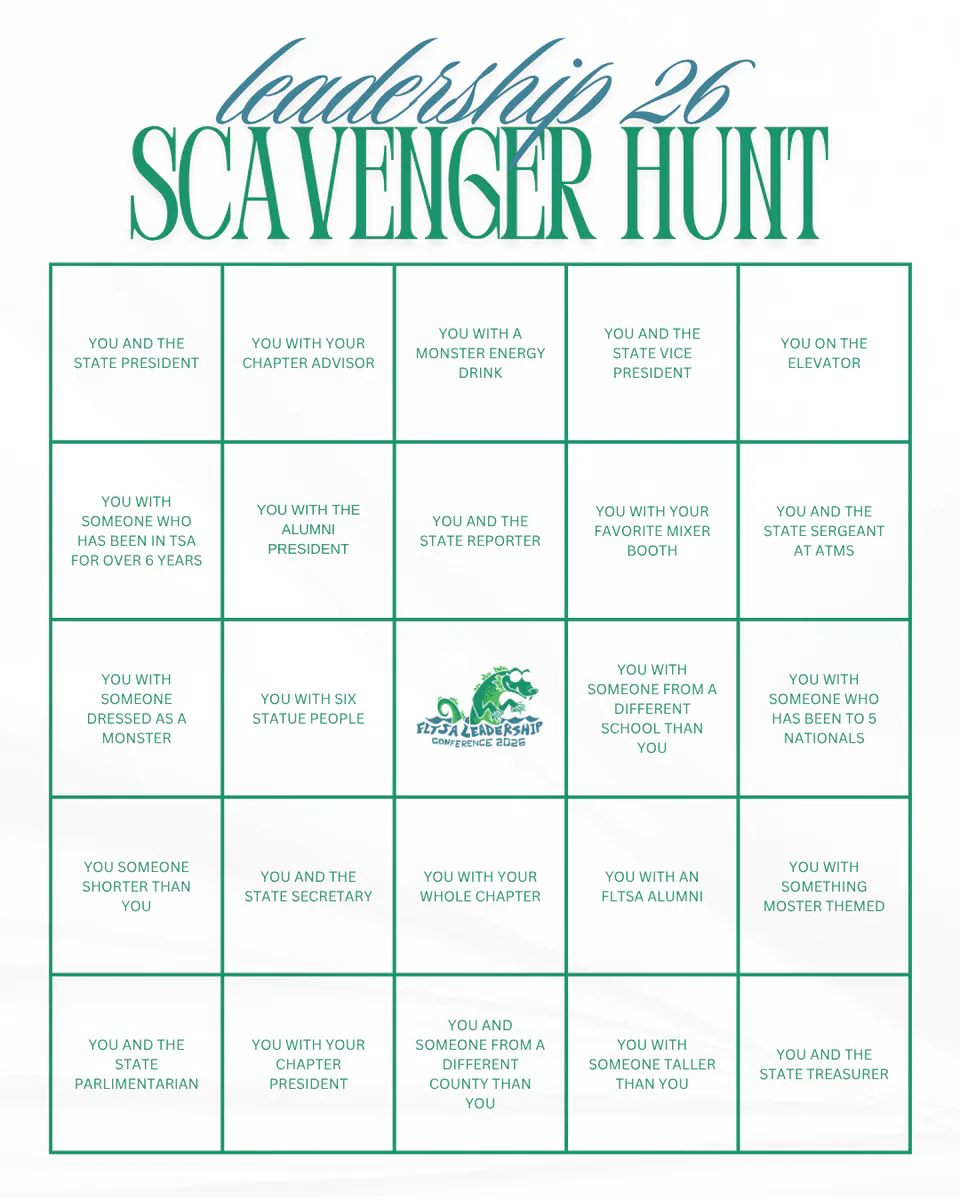 leadership 26
SCAVENGER HUNT
YOU AND THE
STATE PRESIDENT
YOU WITH YOUR
CHAPTER ADVISOR
YOU WITH A
MONSTER ENERGY
DRINK
YOU AND THE
STATE VICE
PRESIDENT
YOU ON THE
ELEVATOR
YOU WITH
SOMEONE WHO
HAS BEEN IN TSA
FOR OVER 6 YEARS
YOU WITH THE
ALUMNI
PRESIDENT
YOU AND THE
STATE REPORTER
YOU WITH YOUR
FAVORITE MIXER
BOOTH
YOU AND THE
STATE SERGEANT
AT ATMS
YOU WITH
SOMEONE
DRESSED AS A
MONSTER
YOU WITH SIX
STATUE PEOPLE
FLTSA LEADERSHIP
CONFERENCE 2026
YOU WITH
SOMEONE FROM A
DIFFERENT
SCHOOL THAN
YOU
YOU WITH
SOMEONE WHO
HAS BEEN TO 5
NATIONALS
YOU SOMEONE
SHORTER THAN
YOU
YOU AND THE
STATE SECRETARY
YOU WITH YOUR
WHOLE CHAPTER
YOU WITH AN
FLTSA ALUMNI
YOU WITH
SOMETHING
MOSTER THEMED
YOU AND THE
STATE
PARLIMENTARIAN
YOU WITH YOUR
CHAPTER
PRESIDENT
YOU AND
SOMEONE FROM A
DIFFERENT
COUNTY THAN
YOU
YOU WITH
SOMEONE TALLER
THAN YOU
YOU AND THE
STATE TREASURER